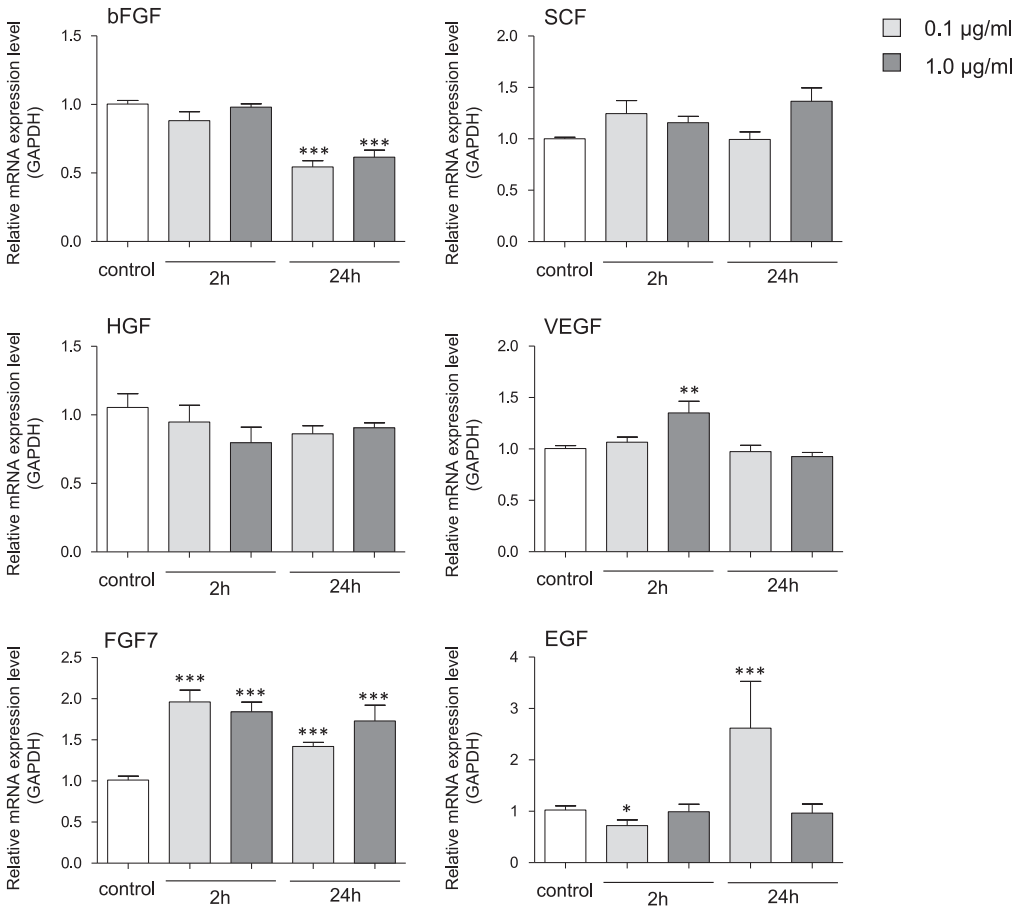 bFGF
Relative mRNA expression level
(GAPDH)
1.5
1.0
0.5
0.0
***
***
control
2h
24h
SCF
Relative mRNA expression level
(GAPDH)
2.0
1.5
1.0
0.5
0.0
control
2h
24h
0.1 µg/ml
1.0 µg/ml
HGF
Relative mRNA expression level
(GAPDH)
1.5
1.0
0.5
0.0
control
2h
24h
VEGF
Relative mRNA expression level
(GAPDH)
2.0
1.5
1.0
0.5
0.0
**
control
2h
24h
FGF7
Relative mRNA expression level
(GAPDH)
2.5
2.0
1.5
1.0
0.5
0.0
***
***
***
***
control
2h
24h
EGF
Relative mRNA expression level
(GAPDH)
4
3
2
1
0
*
***
control
2h
24h